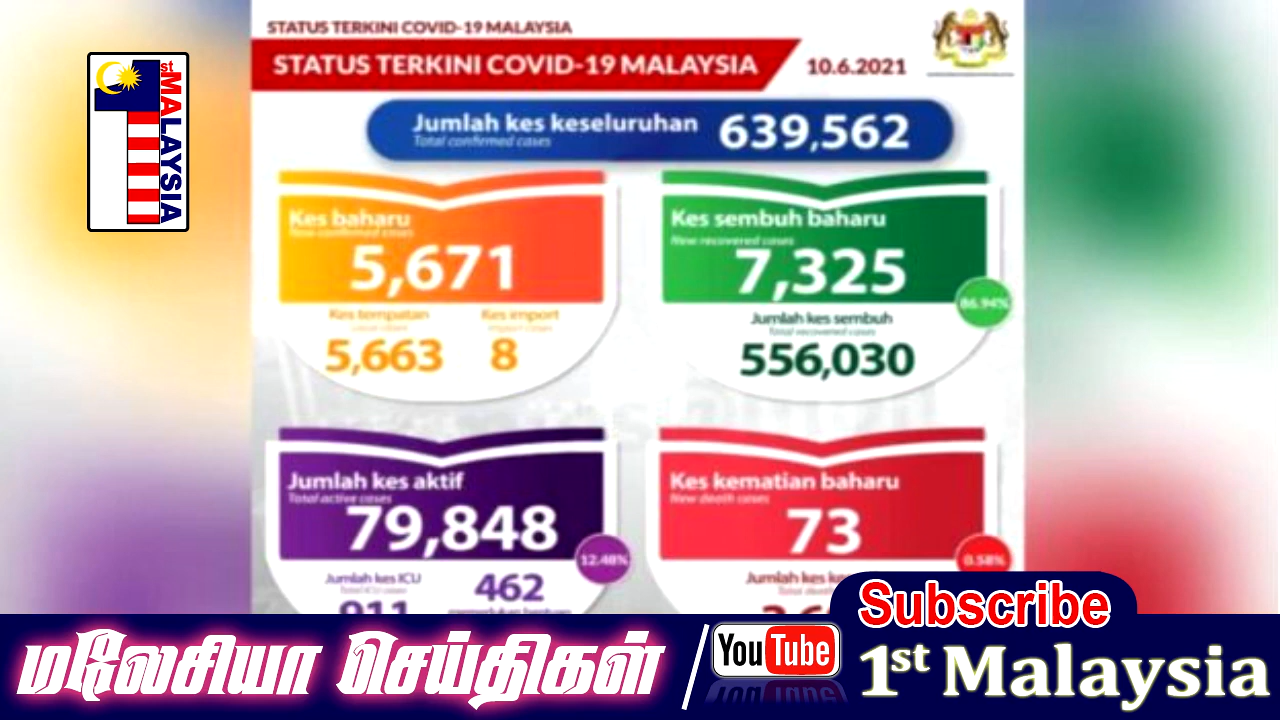 STATUS TERKINI COVID-19 MALAYSIA
STATUS TERKINI COVID-19 MALAYSIA
10.6.2021
1st MALAYSIA
Jumlah kes keseluruhan
Total confirmed cases
639,562
Kes baharu
New confirmed cases
5,671
Kes tempatan
Kes import
5,663
8
Kes sembuh baharu
New recovered cases
7,325
86.94%
Jumlah kes sembuh
Total recovered cases
556,030
Jumlah kes aktif
Total active cases
79,848
12.48%
Jumlah kes ICU
911
462
Kes kematian baharu
New death cases
73
0.58%
Jumlah kes
Subscribe
மலேசியா செய்திகள்
YouTube
1st Malaysia